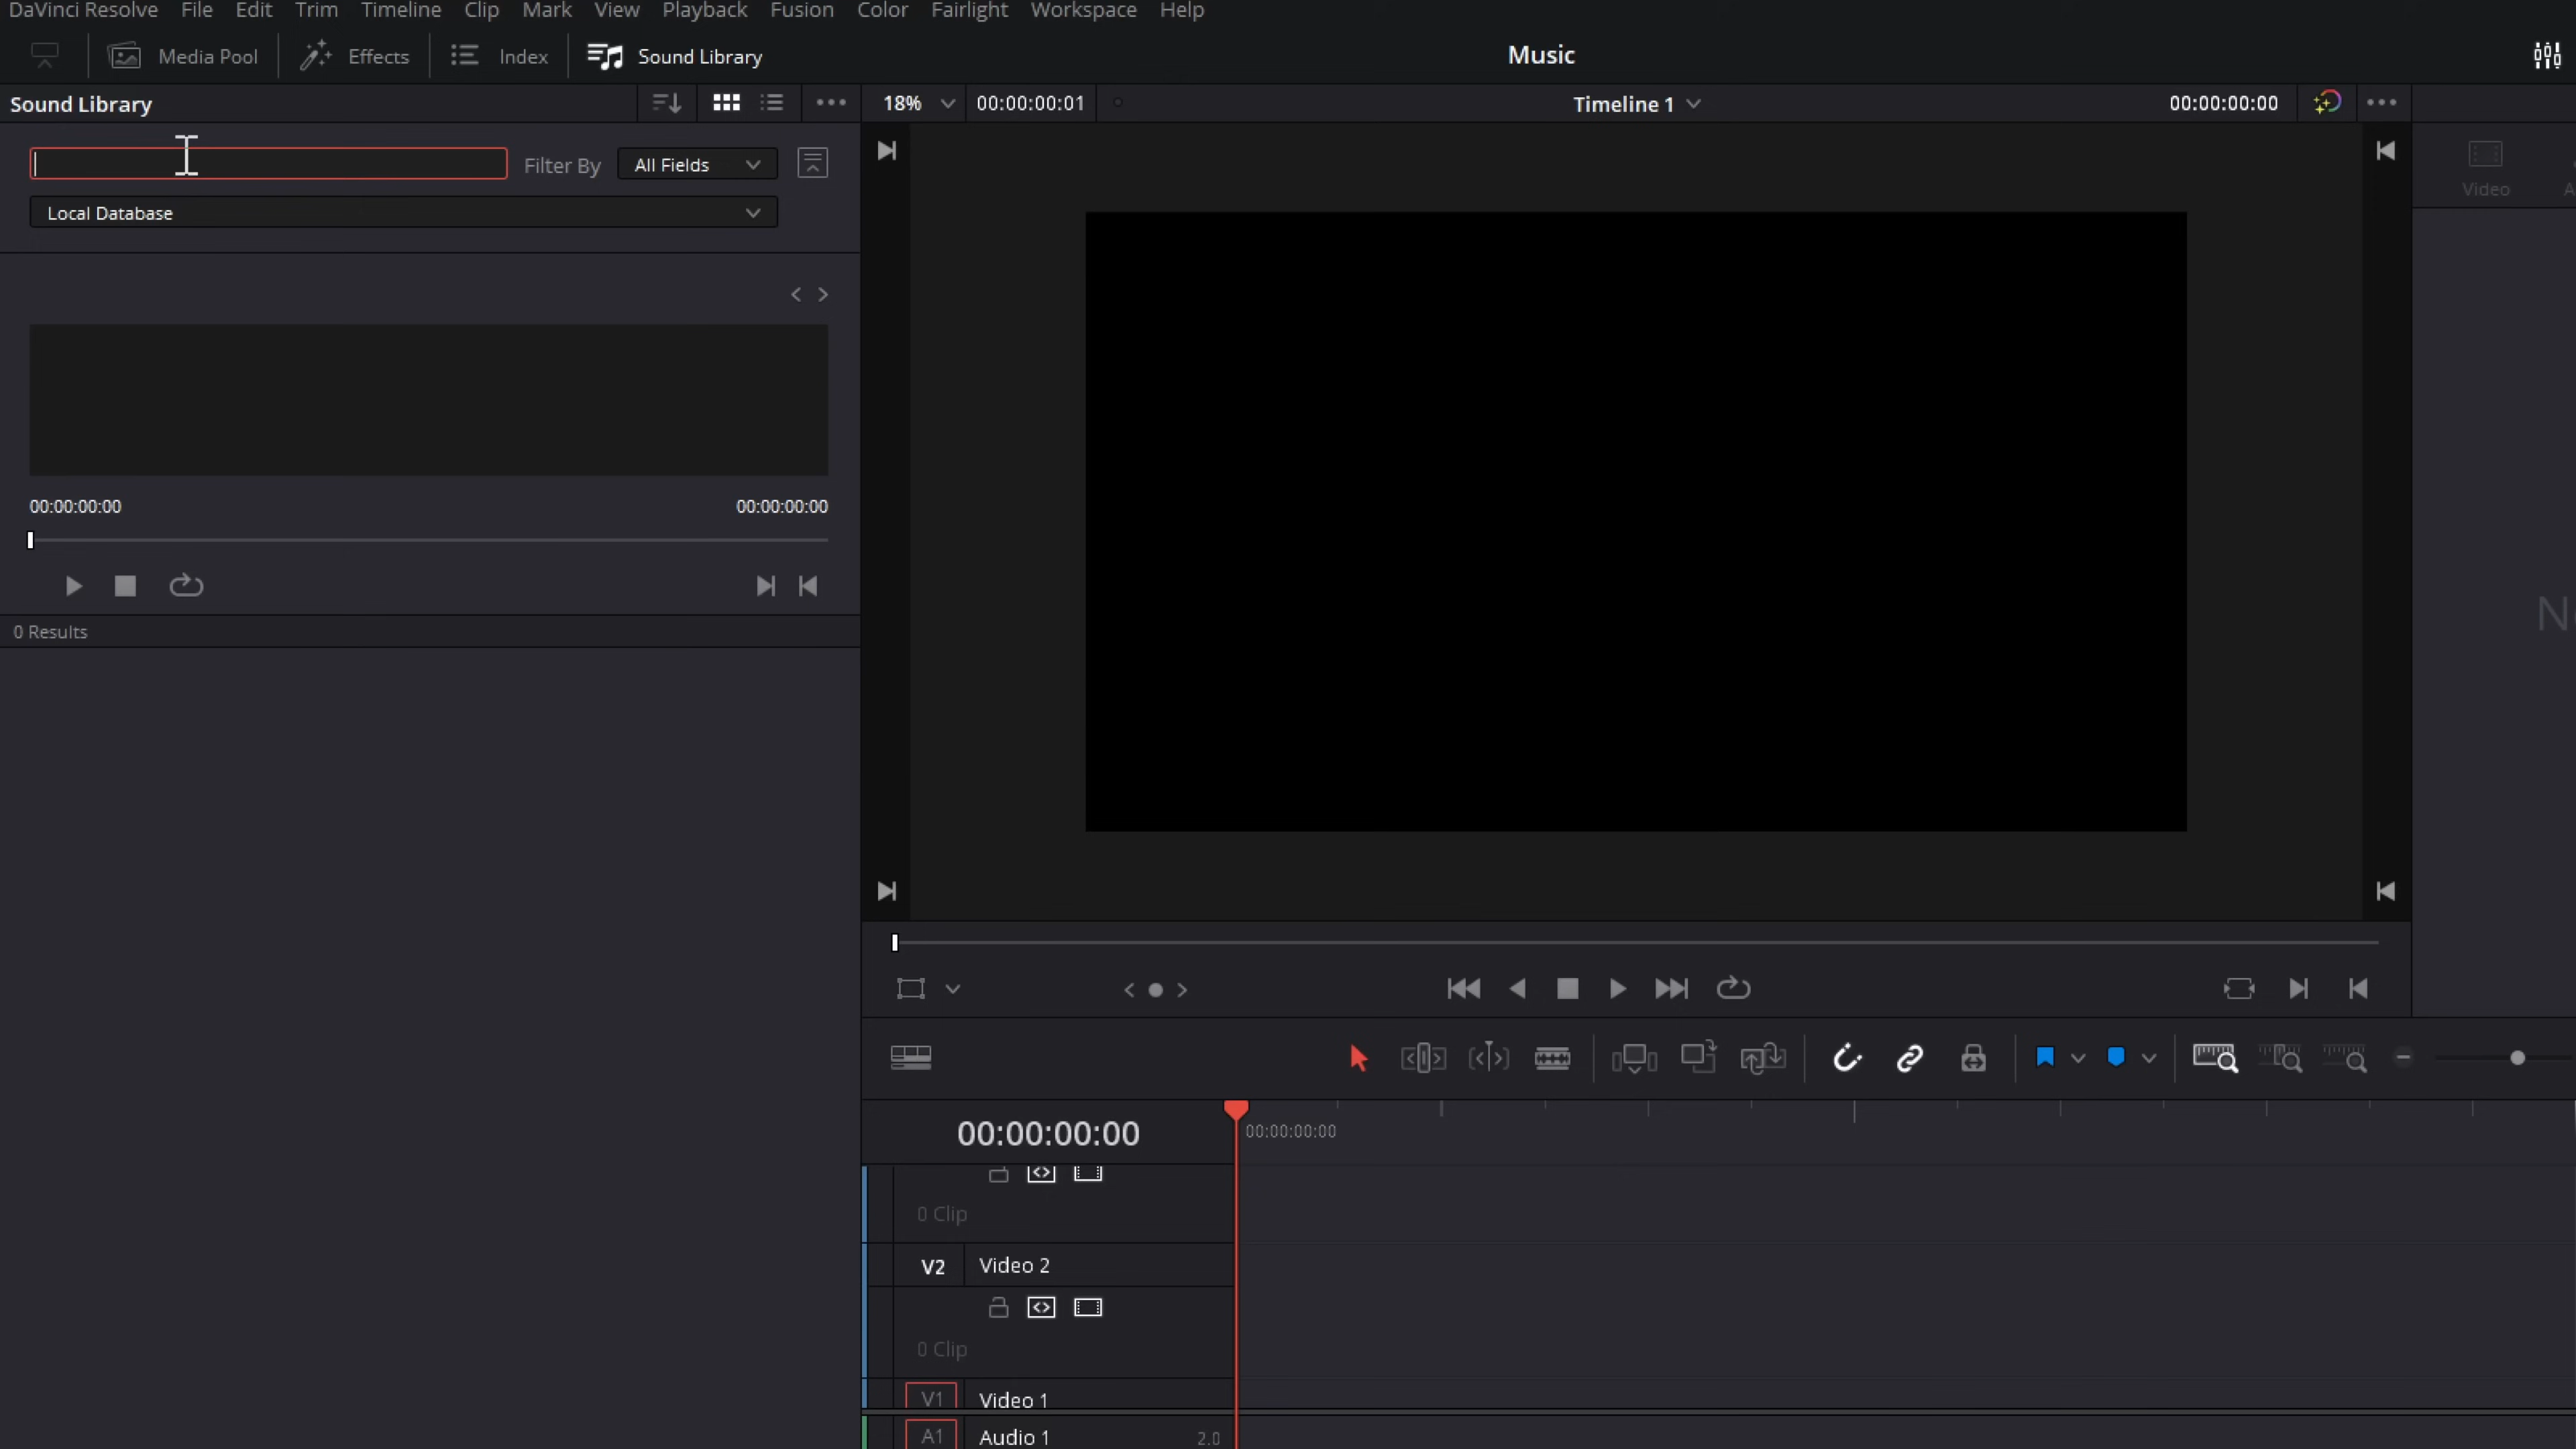 DaVinci Resolve File Edit Trim Timeline Clip Mark View Playback Fusion Color Fairlight Workspace Help
Media Pool Effects Index Sound Library Music
Sound Library 18% 00:00:00:01 Timeline 1 00:00:00:00
Filter By All Fields
Video
Local Database
00:00:00:00 00:00:00:00
0 Results
00:00:00:00 00:00:00:00
0 Clip
V2 Video 2
0 Clip
V1 Video 1
A1 Audio 1 2.0